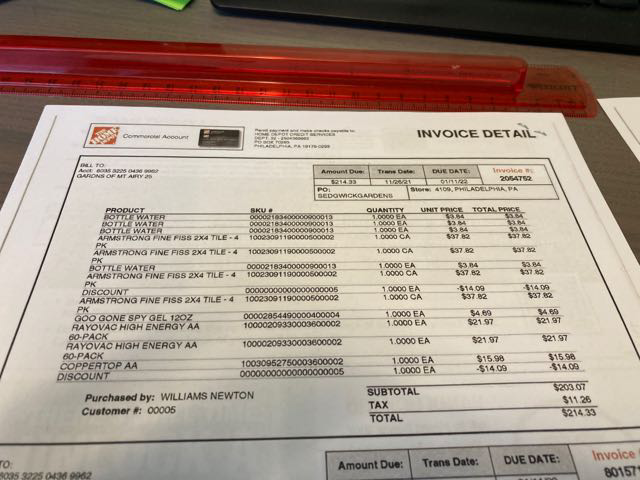 THE HOME DEPOT
Commercial Account
Remit payment and make checks payable to:
HOME DEPOT CREDIT SERVICES
DEPT. 32 - 2504369962
PO BOX 70293
PHILADELPHIA, PA 19176-0293
INVOICE DETAIL
BILL TO:
Acct: 6035 3225 0436 9962
GARDNS OF MT AIRY 25
Amount Due: Trans Date: DUE DATE: Invoice #:
$214.33 11/26/21 01/11/22 2054752
PO: Store: 4109, PHILADELPHIA, PA
SEDGWICKGARDENS
PRODUCT SKU # QUANTITY UNIT PRICE TOTAL PRICE
BOTTLE WATER 00002183400000900013 1.0000 EA $3.84 $3.84
BOTTLE WATER 00002183400000900013 1.0000 EA $3.84 $3.84
BOTTLE WATER 00002183400000900013 1.0000 EA $3.84 $3.84
ARMSTRONG FINE FISS 2X4 TILE - 4 10023091190000500002 1.0000 CA $37.82 $37.82
PK
ARMSTRONG FINE FISS 2X4 TILE - 4 10023091190000500002 1.0000 CA $37.82 $37.82
PK
BOTTLE WATER 00002183400000900013 1.0000 EA $3.84 $3.84
ARMSTRONG FINE FISS 2X4 TILE - 4 10023091190000500002 1.0000 CA $37.82 $37.82
PK
DISCOUNT 00000000000000000005 1.0000 EA -$14.09 -$14.09
ARMSTRONG FINE FISS 2X4 TILE - 4 10023091190000500002 1.0000 CA $37.82 $37.82
PK
GOO GONE SPY GEL 12OZ 00002854490000400004 1.0000 EA $4.69 $4.69
RAYOVAC HIGH ENERGY AA 10002093300003600002 1.0000 EA $21.97 $21.97
60-PACK
RAYOVAC HIGH ENERGY AA 10002093300003600002 1.0000 EA $21.97 $21.97
60-PACK
COPPERTOP AA 10030952750003600002 1.0000 EA $15.98 $15.98
DISCOUNT 00000000000000000005 1.0000 EA -$14.09 -$14.09
SUBTOTAL $203.07
TAX $11.26
TOTAL $214.33
Purchased by: WILLIAMS NEWTON
Customer #: 00005
TO:
6035 3225 0436 9962
Amount Due: Trans Date: DUE DATE: Invoice